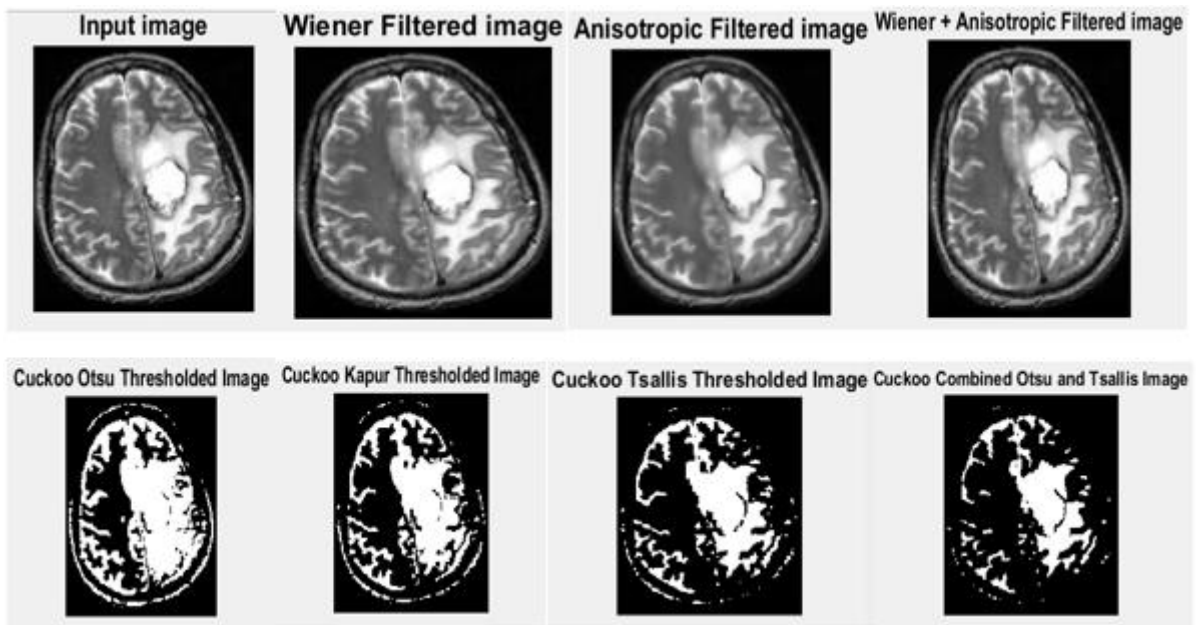 Input image
Wiener Filtered image
Anisotropic Filtered image
Wiener + Anisotropic Filtered image
Cuckoo Otsu Thresholded Image
Cuckoo Kapur Thresholded Image
Cuckoo Tsallis Thresholded Image
Cuckoo Combined Otsu and Tsallis Image